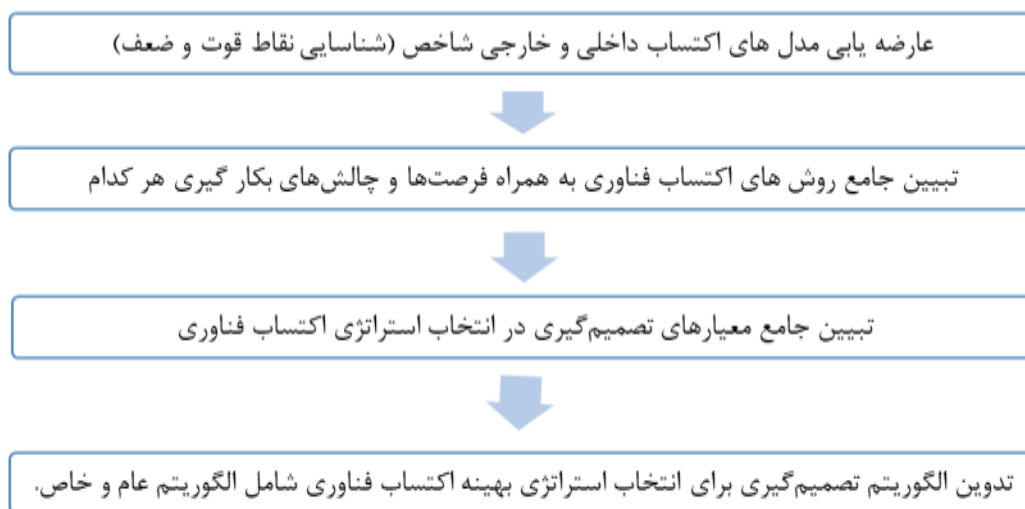 عارضه یابی مدل های اکتساب داخلی و خارجی شاخص (شناسایی نقاط قوت و ضعف)
تبیین جامع روش های اکتساب فناوری به همراه فرصت‌ها و چالش‌های بکار گیری هر کدام
تبیین جامع معیارهای تصمیم‌گیری در انتخاب استراتژی اکتساب فناوری
تدوین الگوریتم تصمیم‌گیری برای انتخاب استراتژی بهینه اکتساب فناوری شامل الگوریتم عام و خاص.